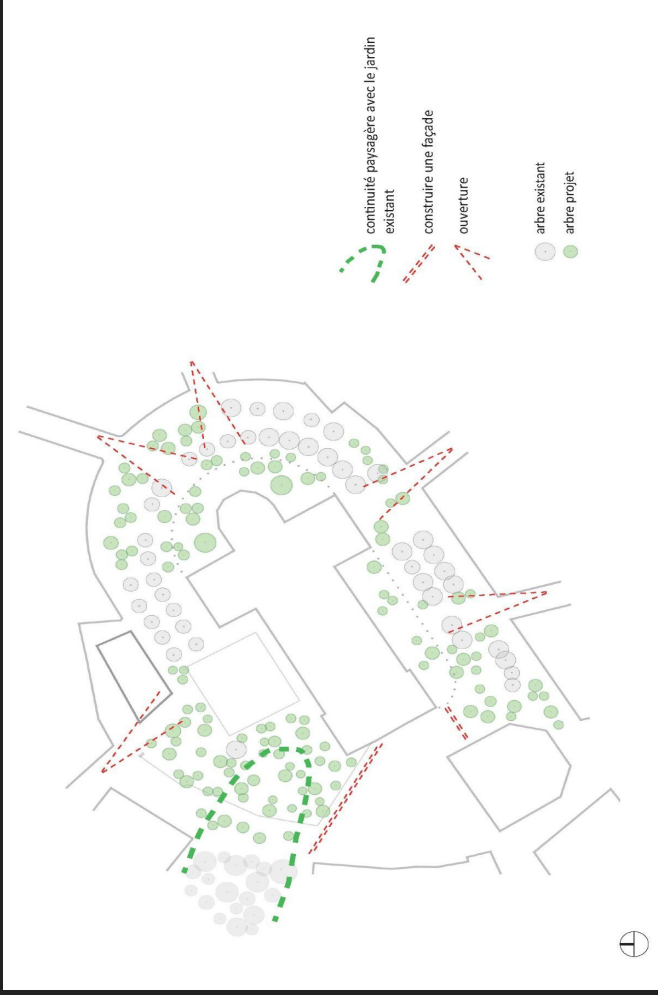 continuité paysagère avec le jardin
existant
construire une façade
ouverture
arbre existant
arbre projet